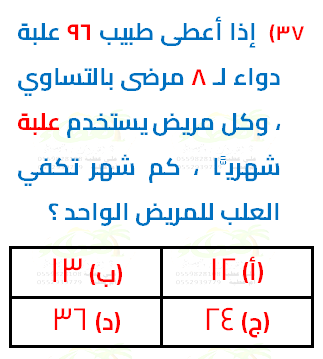 ٣٧) إذا أعطى طبيب ٩٦ علبة
دواء لـ ٨ مرضى بالتساوي
، وكل مريض يستخدم علبة
شهريًّا ، كم شهر تكفي
العلب للمريض الواحد ؟
(أ) ١٢ (ب) ١٣
(ج) ٢٤ (د) ٣٦